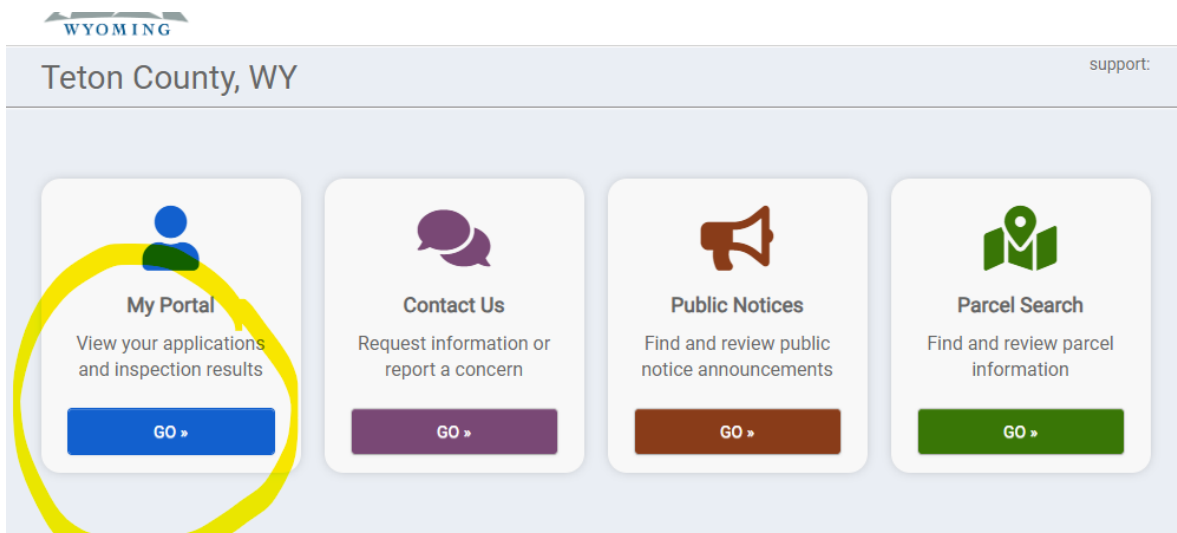 WYOMING
Teton County, WY
support:
My Portal
View your applications
and inspection results
GO »
Contact Us
Request information or
report a concern
GO »
Public Notices
Find and review public
notice announcements
GO »
Parcel Search
Find and review parcel
information
GO »